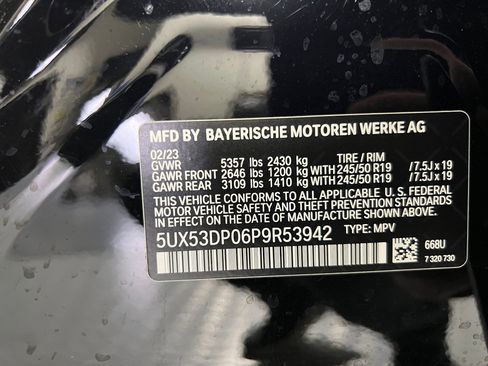 MFD BY BAYERISCHE MOTOREN WERKE AG
02/23
GVWR 5357 lbs 2430 kg TIRE / RIM
GAWR FRONT 2646 lbs 1200 kg WITH 245/50 R19 /7.5J x 19
GAWR REAR 3109 lbs 1410 kg WITH 245/50 R19 /7.5J x 19
THIS VEHICLE CONFORMS TO ALL APPLICABLE U. S. FEDERAL
MOTOR VEHICLE SAFETY AND THEFT PREVENTION STANDARDS
IN EFFECT ON THE DATE OF MANUFACTURE SHOWN ABOVE.
5UX53DP06P9R53942 TYPE: MPV
668U
7 320 730